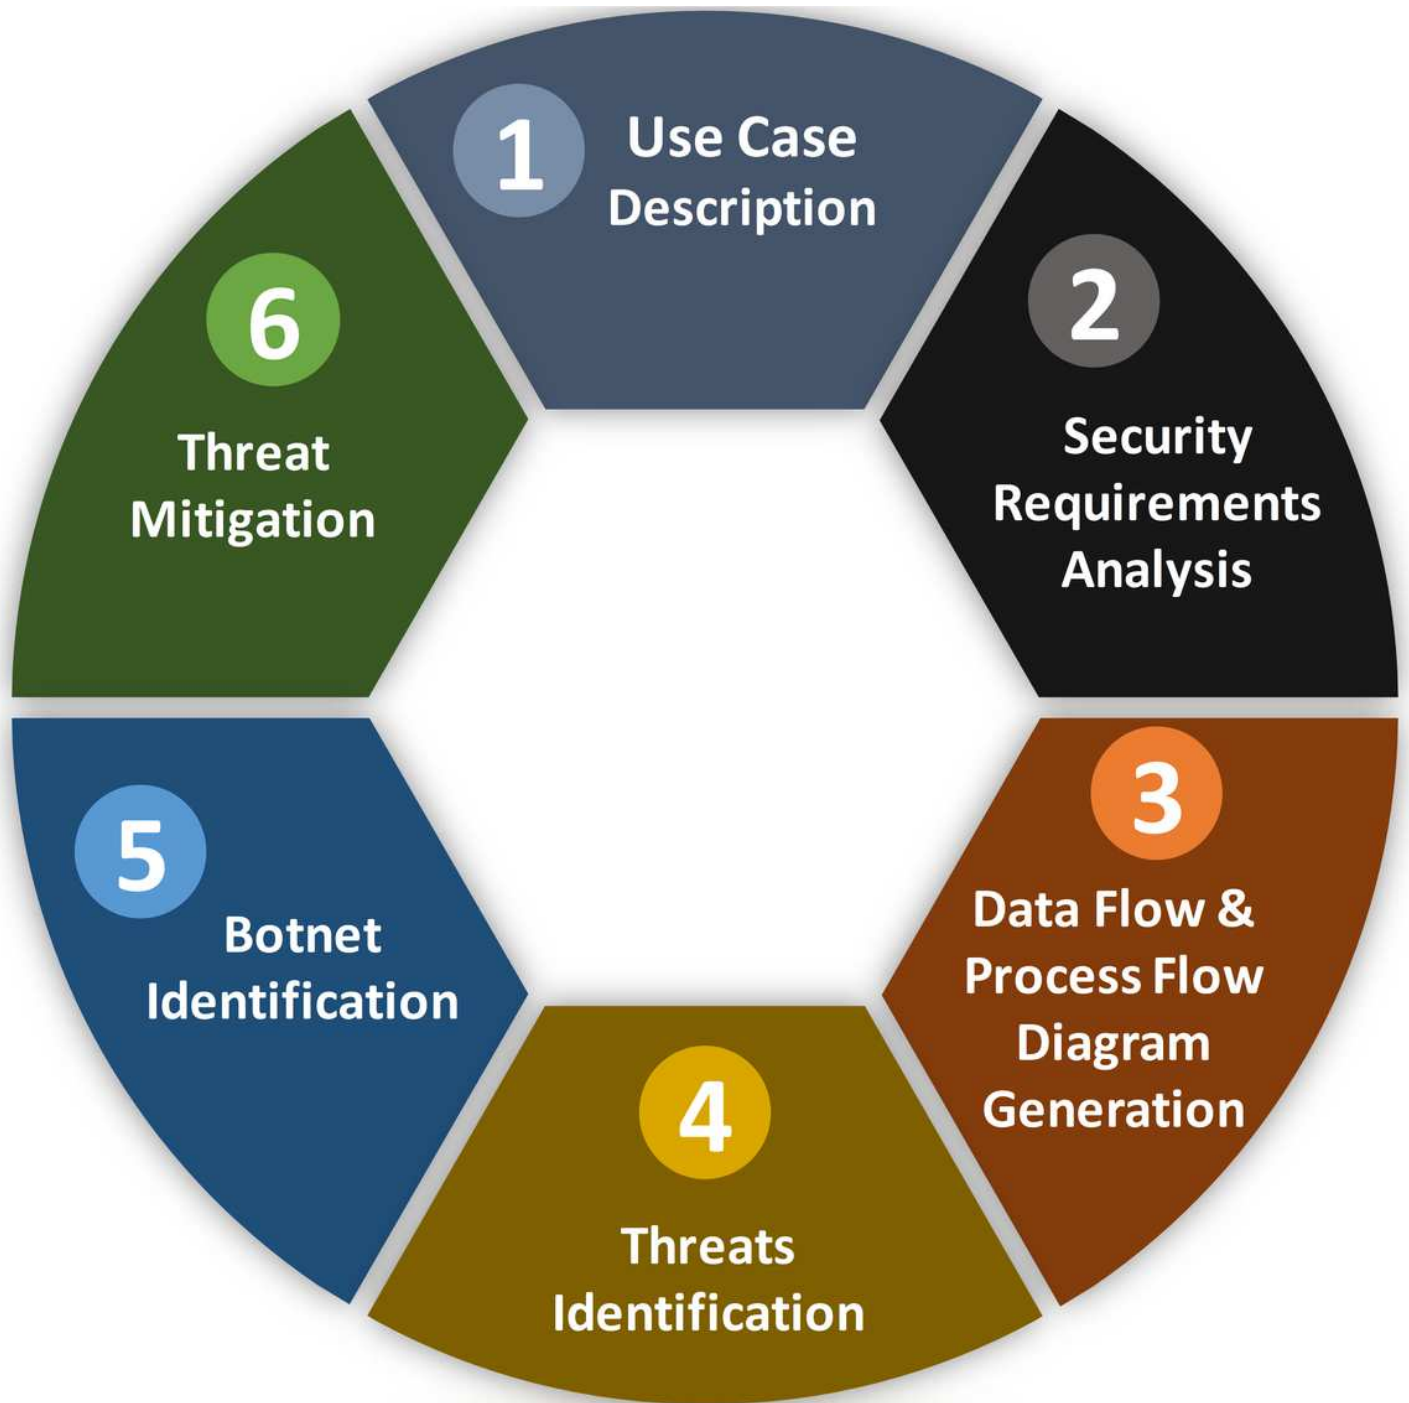 1
Use Case
Description
2
Security
Requirements
Analysis
3
Data Flow &
Process Flow
Diagram
Generation
4
Threats
Identification
5
Botnet
Identification
6
Threat
Mitigation